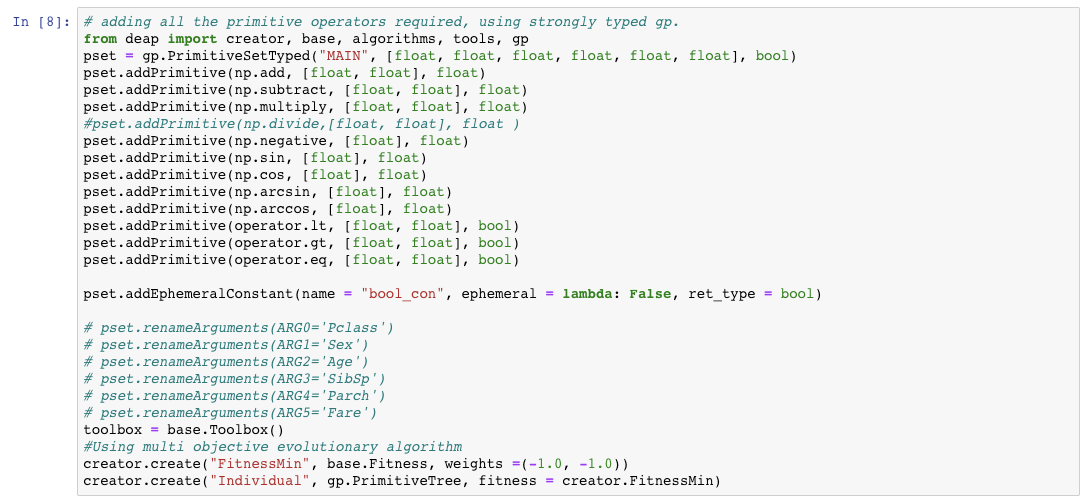 In [8]: # adding all the primitive operators required, using strongly typed gp.
from deap import creator, base, algorithms, tools, gp
pset = gp.PrimitiveSetTyped("MAIN", [float, float, float, float, float, float], bool)
pset.addPrimitive(np.add, [float, float], float)
pset.addPrimitive(np.subtract, [float, float], float)
pset.addPrimitive(np.multiply, [float, float], float)
#pset.addPrimitive(np.divide,[float, float], float )
pset.addPrimitive(np.negative, [float], float)
pset.addPrimitive(np.sin, [float], float)
pset.addPrimitive(np.cos, [float], float)
pset.addPrimitive(np.arcsin, [float], float)
pset.addPrimitive(np.arccos, [float], float)
pset.addPrimitive(operator.lt, [float, float], bool)
pset.addPrimitive(operator.gt, [float, float], bool)
pset.addPrimitive(operator.eq, [float, float], bool)
pset.addEphemeralConstant(name = "bool_con", ephemeral = lambda: False, ret_type = bool)
# pset.renameArguments(ARG0='Pclass')
# pset.renameArguments(ARG1='Sex')
# pset.renameArguments(ARG2='Age')
# pset.renameArguments(ARG3='SibSp')
# pset.renameArguments(ARG4='Parch')
# pset.renameArguments(ARG5='Fare')
toolbox = base.Toolbox()
#Using multi objective evolutionary algorithm
creator.create("FitnessMin", base.Fitness, weights =(-1.0, -1.0))
creator.create("Individual", gp.PrimitiveTree, fitness = creator.FitnessMin)